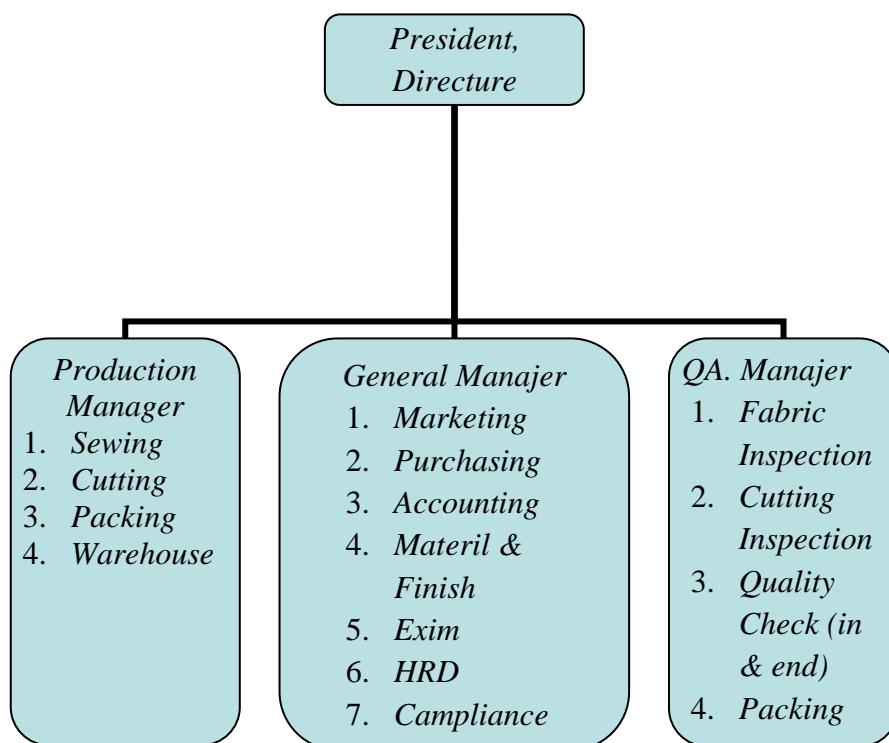 President,
Directure
Production
Manager
1. Sewing
2. Cutting
3. Packing
4. Warehouse
General Manajer
1. Marketing
2. Purchasing
3. Accounting
4. Materil &
Finish
5. Exim
6. HRD
7. Campliance
QA. Manajer
1. Fabric
Inspection
2. Cutting
Inspection
3. Quality
Check (in
& end)
4. Packing